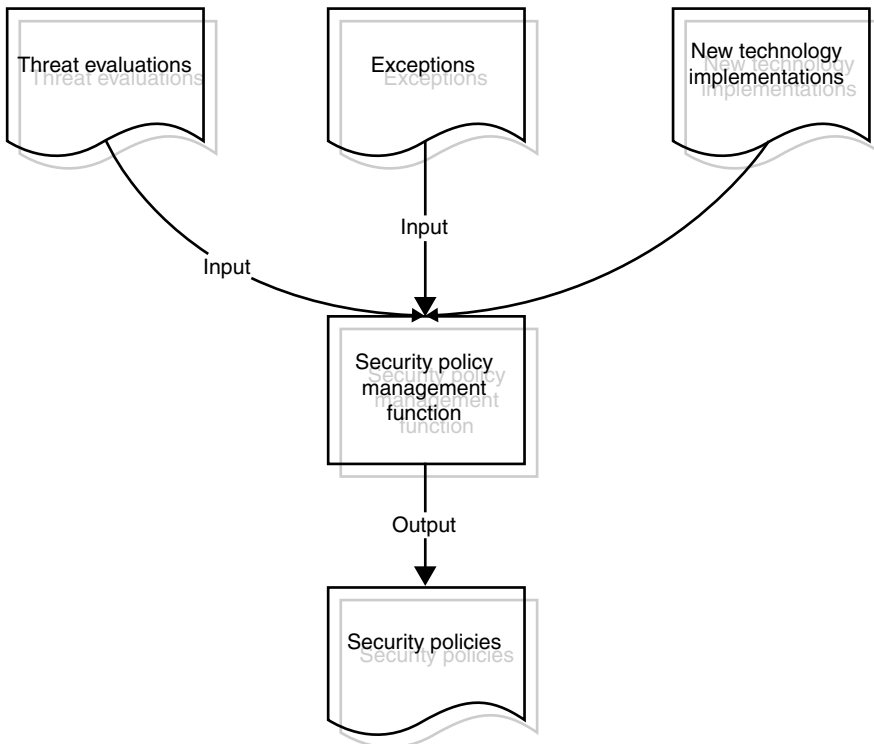 Threat evaluations
Exceptions
New technology
implementations
Input
Input
Security policy
management
function
Output
Security policies